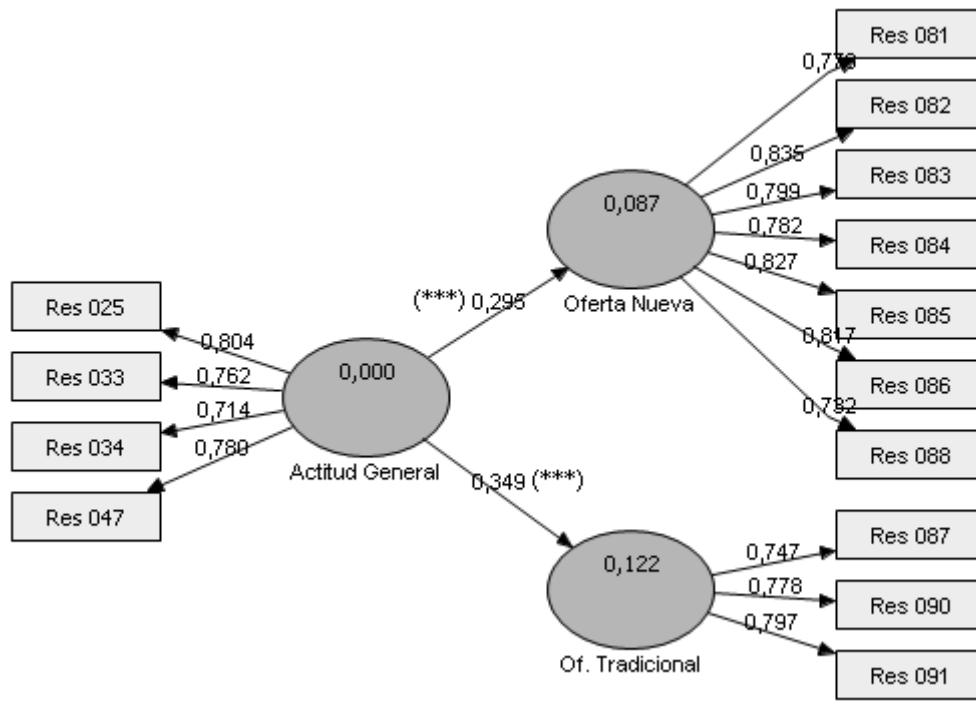 Res 025
Res 033
Res 034
Res 047
0,804
0,762
0,714
0,780
0,000
Actitud General
(***) 0,295
0,349 (***)
0,087
Oferta Nueva
0,122
Of. Tradicional
0,835
0,799
0,782
0,827
0,817
0,747
0,778
0,797
Res 081
Res 082
Res 083
Res 084
Res 085
Res 086
Res 088
Res 087
Res 090
Res 091